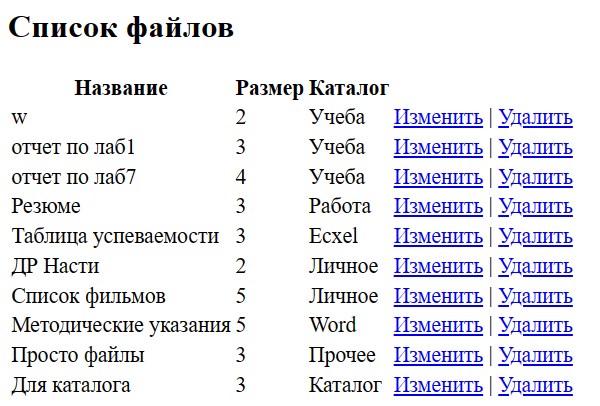 Список файлов
Название Размер Каталог
w 2 Учеба Изменить | Удалить
отчет по лаб1 3 Учеба Изменить | Удалить
отчет по лаб7 4 Учеба Изменить | Удалить
Резюме 3 Работа Изменить | Удалить
Таблица успеваемости 3 Ecxel Изменить | Удалить
ДР Насти 2 Личное Изменить | Удалить
Список фильмов 5 Личное Изменить | Удалить
Методические указания 5 Word Изменить | Удалить
Просто файлы 3 Прочее Изменить | Удалить
Для каталога 3 Каталог Изменить | Удалить